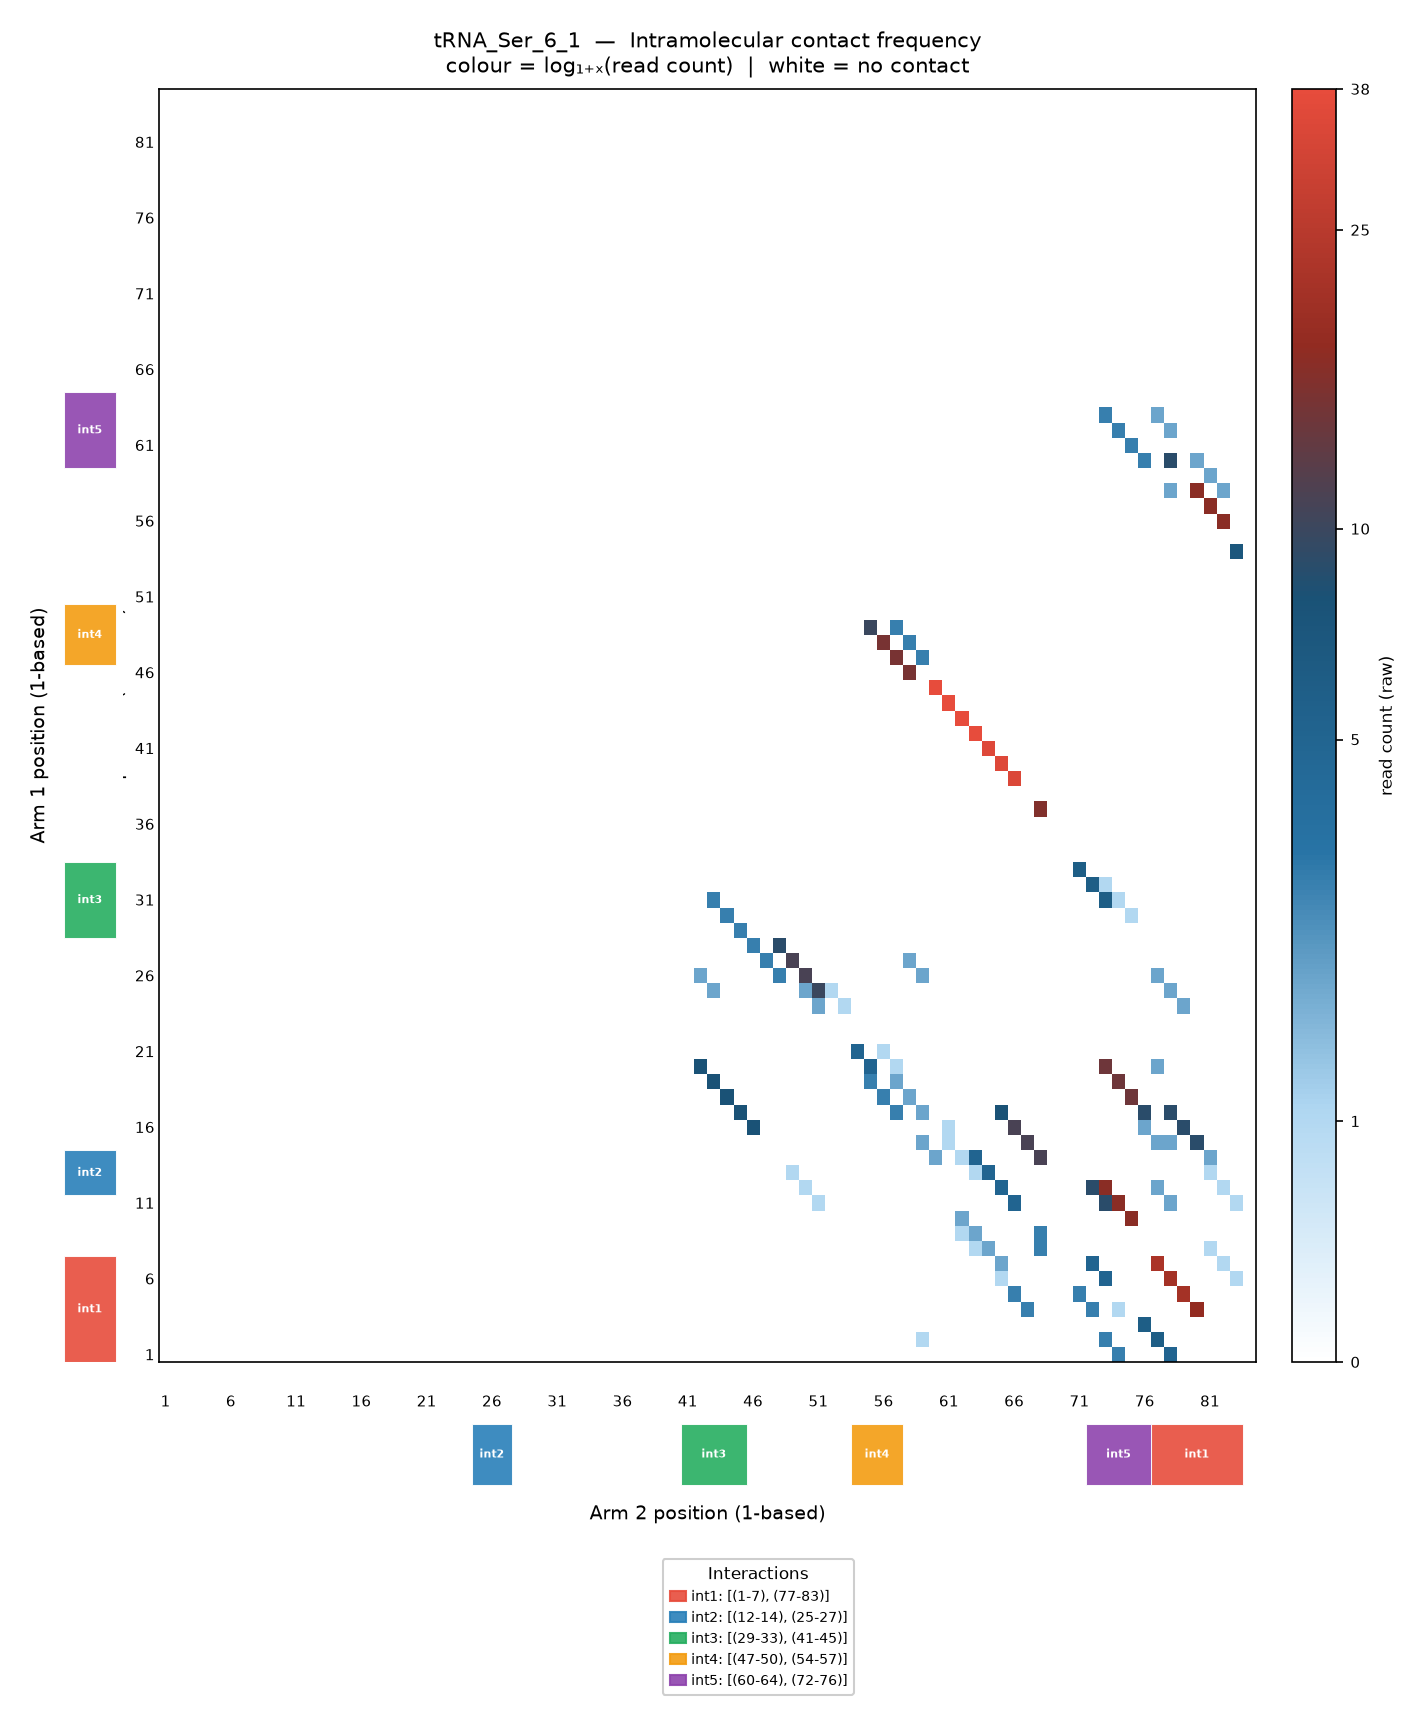 tRNA_Ser_6_1 — Intramolecular contact frequency
colour = log₁₊ₓ(read count) | white = no contact
81
76
71
66
61
56
51
46
41
36
31
26
21
16
11
6
1
int5
int4
int3
int2
int1
Arm 1 position (1-based)
1 6 11 16 21 26 31 36 41 46 51 56 61 66 71 76 81
int2 int3 int4 int5 int1
Arm 2 position (1-based)
38
25
10
5
1
0
read count (raw)
Interactions
int1: [(1-7), (77-83)]
int2: [(12-14), (25-27)]
int3: [(29-33), (41-45)]
int4: [(47-50), (54-57)]
int5: [(60-64), (72-76)]